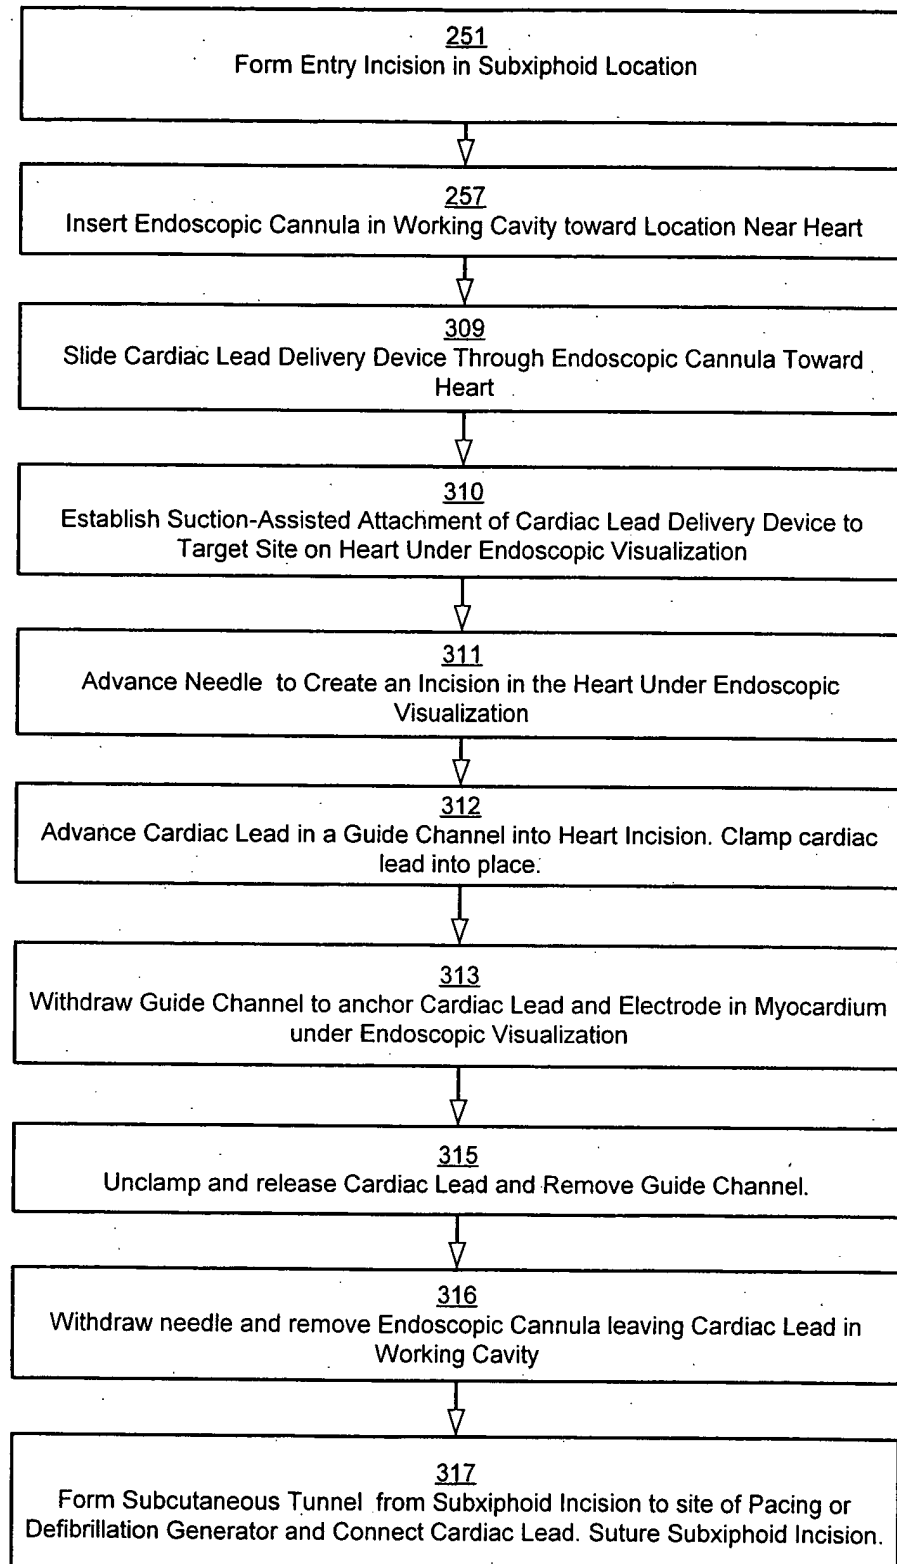 251
Form Entry Incision in Subxiphoid Location
257
Insert Endoscopic Cannula in Working Cavity toward Location Near Heart
309
Slide Cardiac Lead Delivery Device Through Endoscopic Cannula Toward
Heart
310
Establish Suction-Assisted Attachment of Cardiac Lead Delivery Device to
Target Site on Heart Under Endoscopic Visualization
311
Advance Needle to Create an Incision in the Heart Under Endoscopic
Visualization
312
Advance Cardiac Lead in a Guide Channel into Heart Incision. Clamp cardiac
lead into place.
313
Withdraw Guide Channel to anchor Cardiac Lead and Electrode in Myocardium
under Endoscopic Visualization
315
Unclamp and release Cardiac Lead and Remove Guide Channel.
316
Withdraw needle and remove Endoscopic Cannula leaving Cardiac Lead in
Working Cavity
317
Form Subcutaneous Tunnel from Subxiphoid Incision to site of Pacing or
Defibrillation Generator and Connect Cardiac Lead. Suture Subxiphoid Incision.